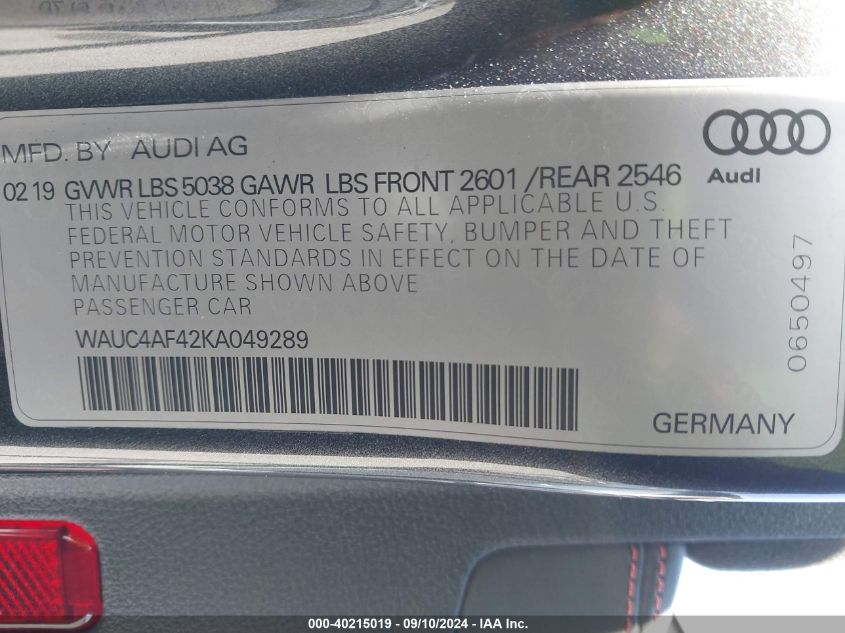 MFD. BY AUDI AG
02 19 GVWR LBS 5038 GAWR LBS FRONT 2601 /REAR 2546
Audi
THIS VEHICLE CONFORMS TO ALL APPLICABLE U.S.
FEDERAL MOTOR VEHICLE SAFETY, BUMPER AND THEFT
PREVENTION STANDARDS IN EFFECT ON THE DATE OF
MANUFACTURE SHOWN ABOVE
PASSENGER CAR
WAUC4AF42KA049289
0650497
GERMANY
000-40215019 - 09/10/2024 - IAA Inc.